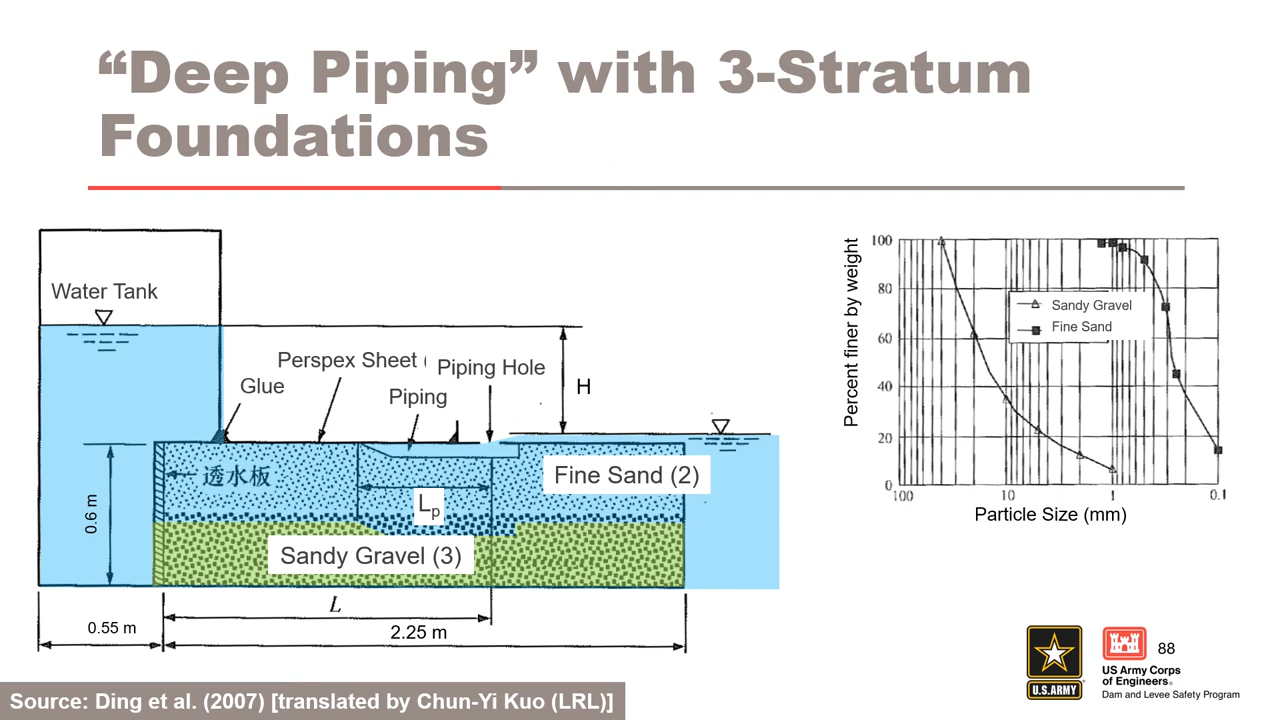 “Deep Piping” with 3-Stratum
Foundations
Water Tank
Glue
Perspex Sheet (
Piping Hole
Piping
H
透水板
Fine Sand (2)
Lp
Sandy Gravel (3)
0.6 m
L
0.55 m
2.25 m
Percent finer by weight
100
80
60
40
20
0
Sandy Gravel
Fine Sand
100
10
1
0.1
Particle Size (mm)
88
U.S.ARMY
US Army Corps
of Engineers®
Dam and Levee Safety Program
Source: Ding et al. (2007) [translated by Chun-Yi Kuo (LRL)]